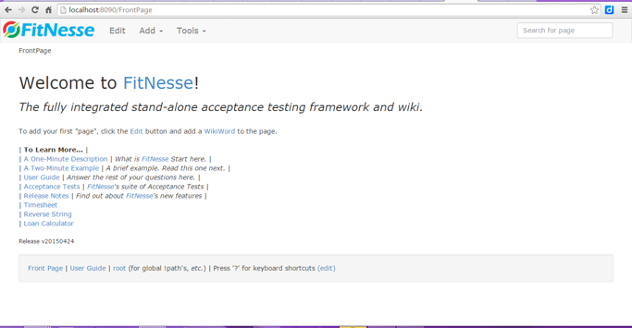 localhost:8090/FrontPage
FitNesse Edit Add Tools Search for page
FrontPage
Welcome to FitNesse!
The fully integrated stand-alone acceptance testing framework and wiki.
To add your first "page", click the Edit button and add a WikiWord to the page.
| To Learn More... |
| A One-Minute Description | What is FitNesse Start here. |
| A Two-Minute Example | A brief example. Read this one next. |
| User Guide | Answer the rest of your questions here. |
| Acceptance Tests | FitNesse's suite of Acceptance Tests |
| Release Notes | Find out about FitNesse's new features |
| Timesheet
| Reverse String
| Loan Calculator
Release v20150424
Front Page | User Guide | root (for global !path's, etc.) | Press '?' for keyboard shortcuts (edit)